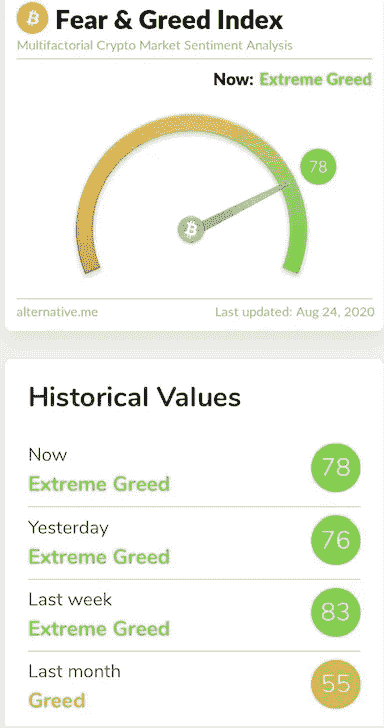 Fear & Greed Index
Multifactorial Crypto Market Sentiment Analysis
Now: Extreme Greed
78
alternative.me Last updated: Aug 24, 2020
Historical Values
Now
Extreme Greed
78
Yesterday
Extreme Greed
76
Last week
Extreme Greed
83
Last month
Greed
55